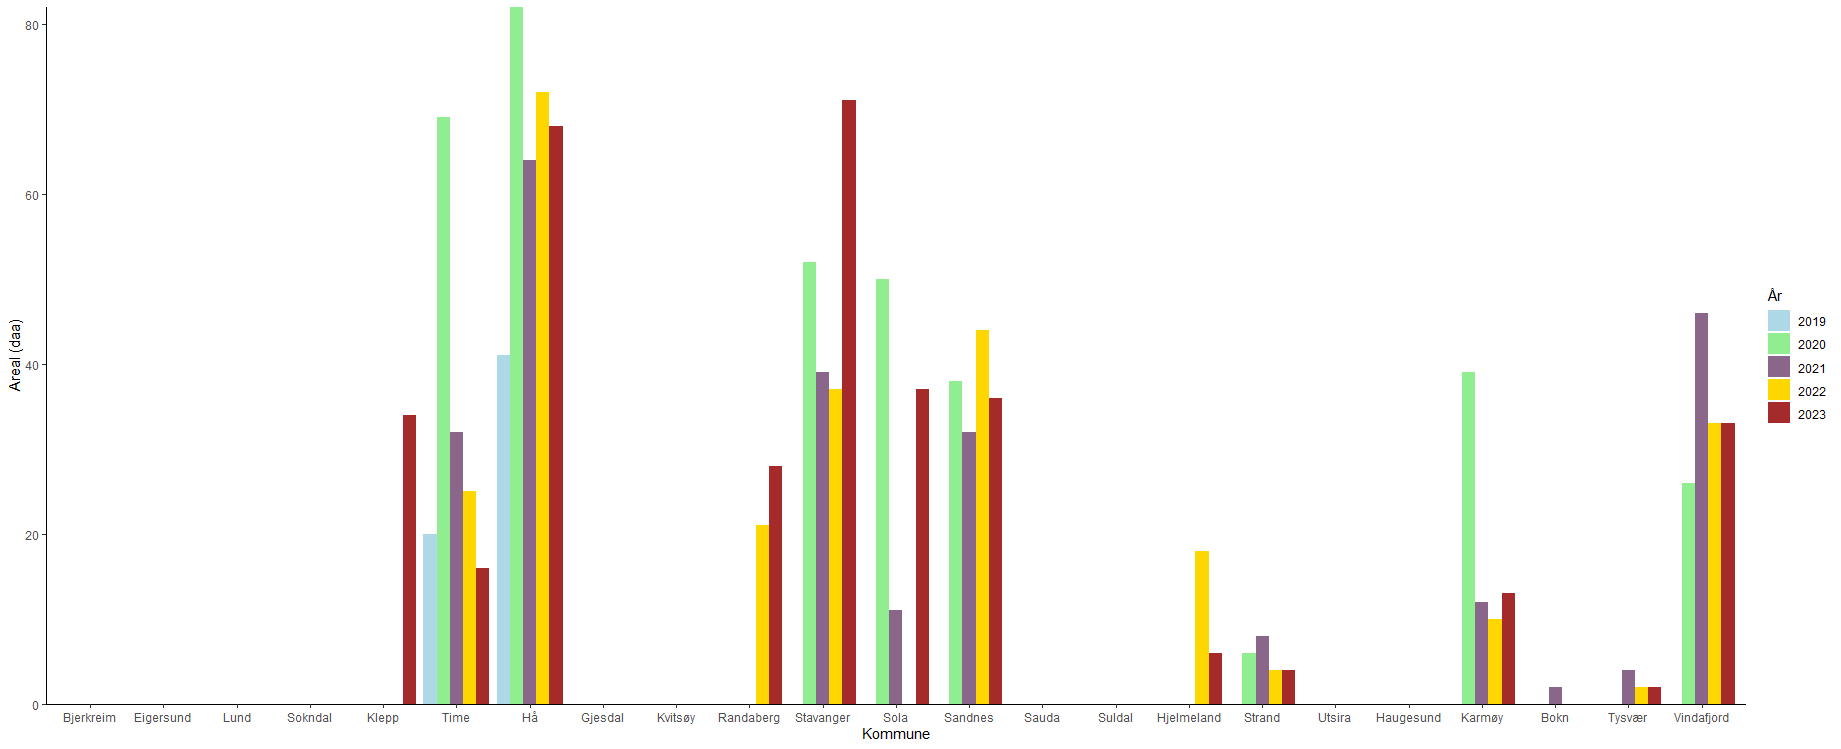 80
60
40
20
0
Areal (daa)
Bjerkreim Eigersund Lund Sokndal Klepp Time Hå Gjesdal Kvitsøy Randaberg Stavanger Sola Sandnes Sauda Suldal Hjelmeland Strand Utsira Haugesund Karmøy Bokn Tysvær Vindafjord
Kommune
År
2019
2020
2021
2022
2023